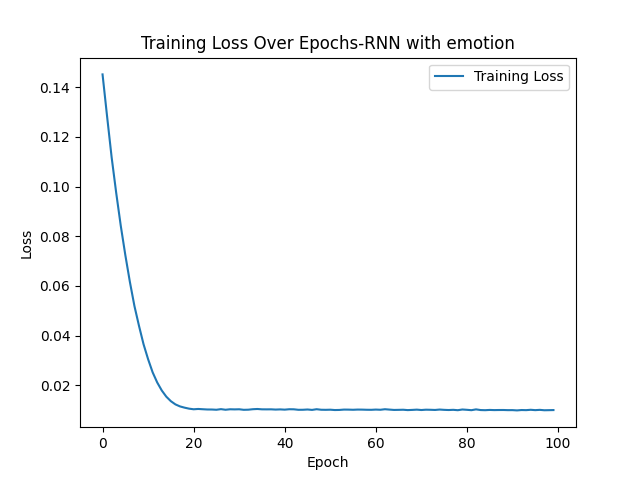 Training Loss Over Epochs-RNN with emotion
Training Loss
0.14
0.12
0.10
0.08
0.06
0.04
0.02
Loss
0 20 40 60 80 100
Epoch